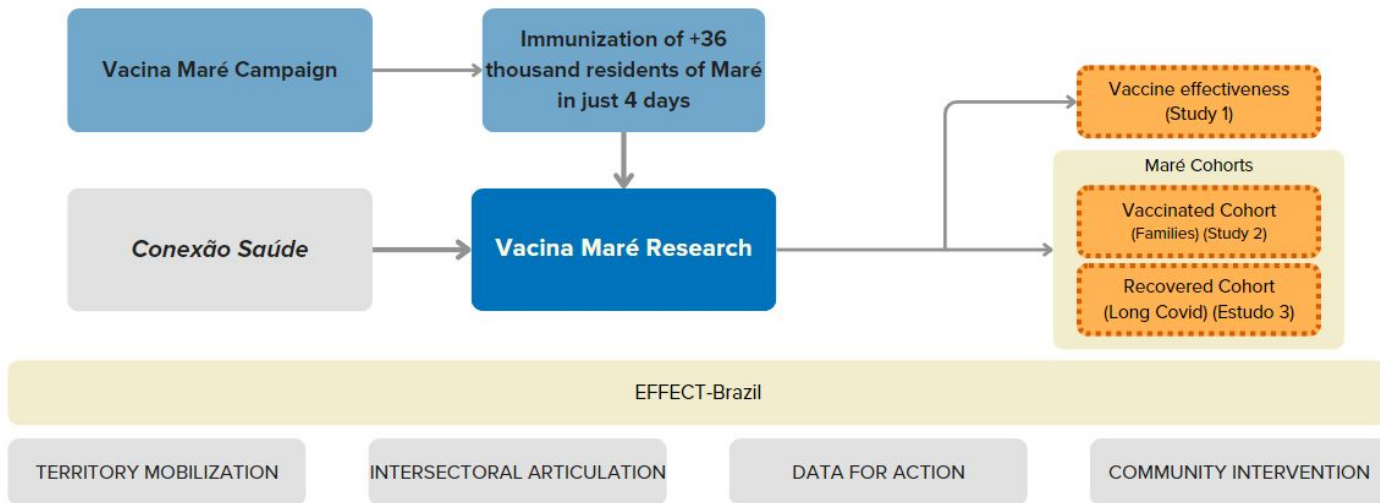 Vacina Maré Campaign
Immunization of +36
thousand residents of Maré
in just 4 days
Vaccine effectiveness
(Study 1)
Maré Cohorts
Conexão Saúde
Vacina Maré Research
Vaccinated Cohort
(Families) (Study 2)
Recovered Cohort
(Long Covid) (Estudo 3)
EFFECT-Brazil
TERRITORY MOBILIZATION
INTERSECTORAL ARTICULATION
DATA FOR ACTION
COMMUNITY INTERVENTION